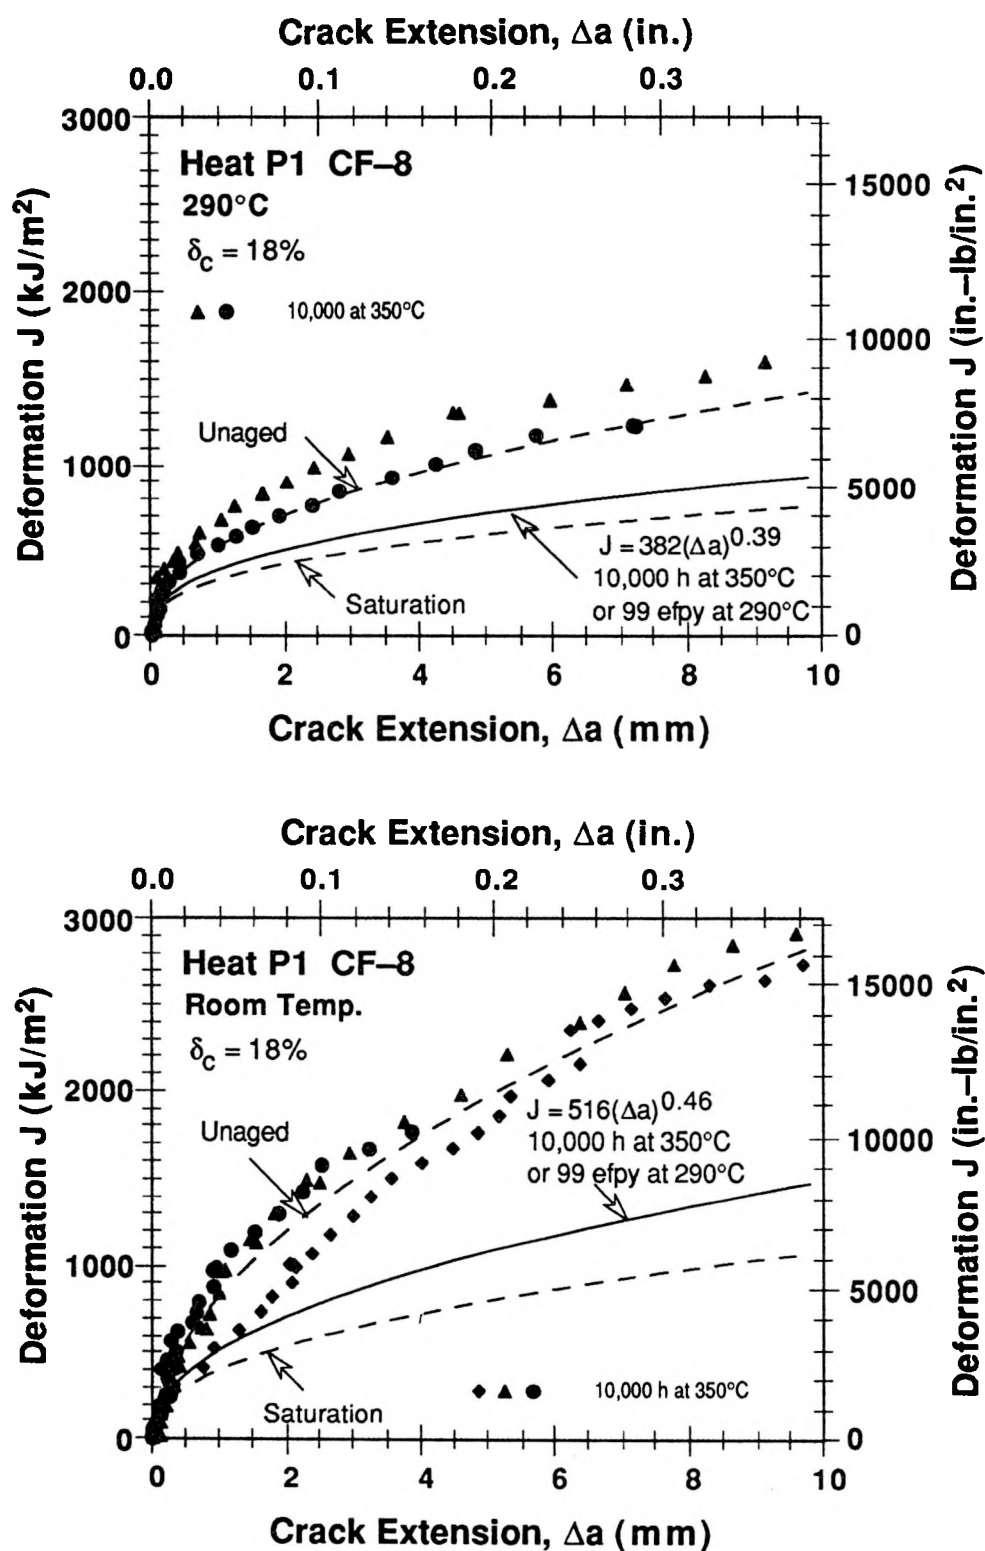 Crack Extension, Δa (in.)
0.0 0.1 0.2 0.3
3000
Heat P1 CF–8
290°C
δc = 18%
10,000 at 350°C
Unaged
J = 382(Δa)^0.39
10,000 h at 350°C
or 99 efpy at 290°C
Saturation
2000
1000
0
15000
10000
5000
0
Deformation J (kJ/m²)
Deformation J (in.–lb/in.²)
0 2 4 6 8 10
Crack Extension, Δa (mm)
Crack Extension, Δa (in.)
0.0 0.1 0.2 0.3
3000
Heat P1 CF–8
Room Temp.
δc = 18%
Unaged
J = 516(Δa)^0.46
10,000 h at 350°C
or 99 efpy at 290°C
10,000 h at 350°C
Saturation
2000
1000
0
15000
10000
5000
0
Deformation J (kJ/m²)
Deformation J (in.–lb/in.²)
0 2 4 6 8 10
Crack Extension, Δa (mm)